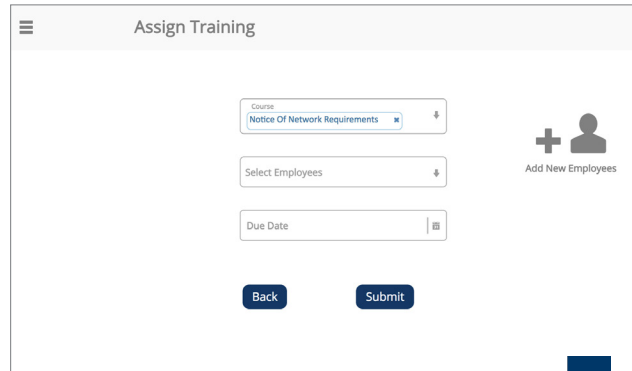 Assign Training
Course
Notice Of Network Requirements
Select Employees
Add New Employees
Due Date
Back
Submit